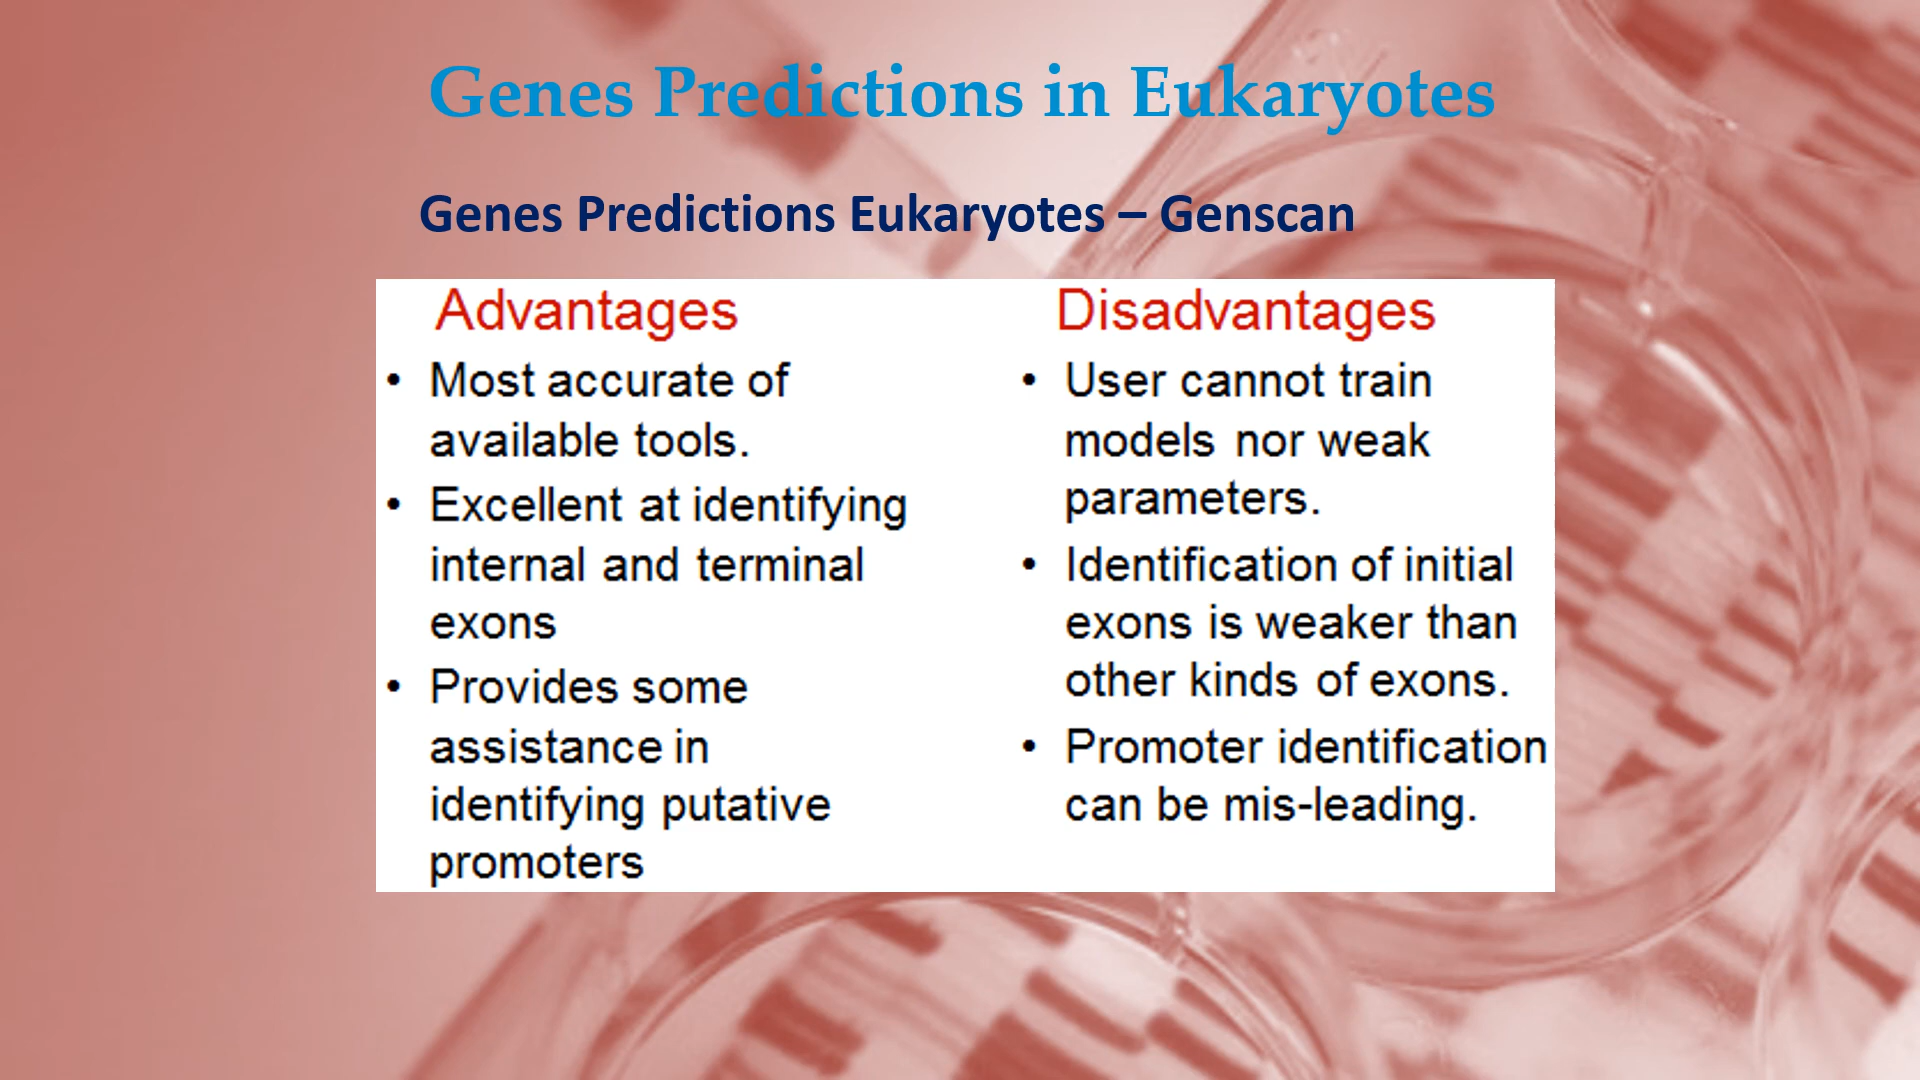 Genes Predictions in Eukaryotes
Genes Predictions Eukaryotes – Genscan
Advantages
• Most accurate of
available tools.
• Excellent at identifying
internal and terminal
exons
• Provides some
assistance in
identifying putative
promoters
Disadvantages
• User cannot train
models nor weak
parameters.
• Identification of initial
exons is weaker than
other kinds of exons.
• Promoter identification
can be mis-leading.